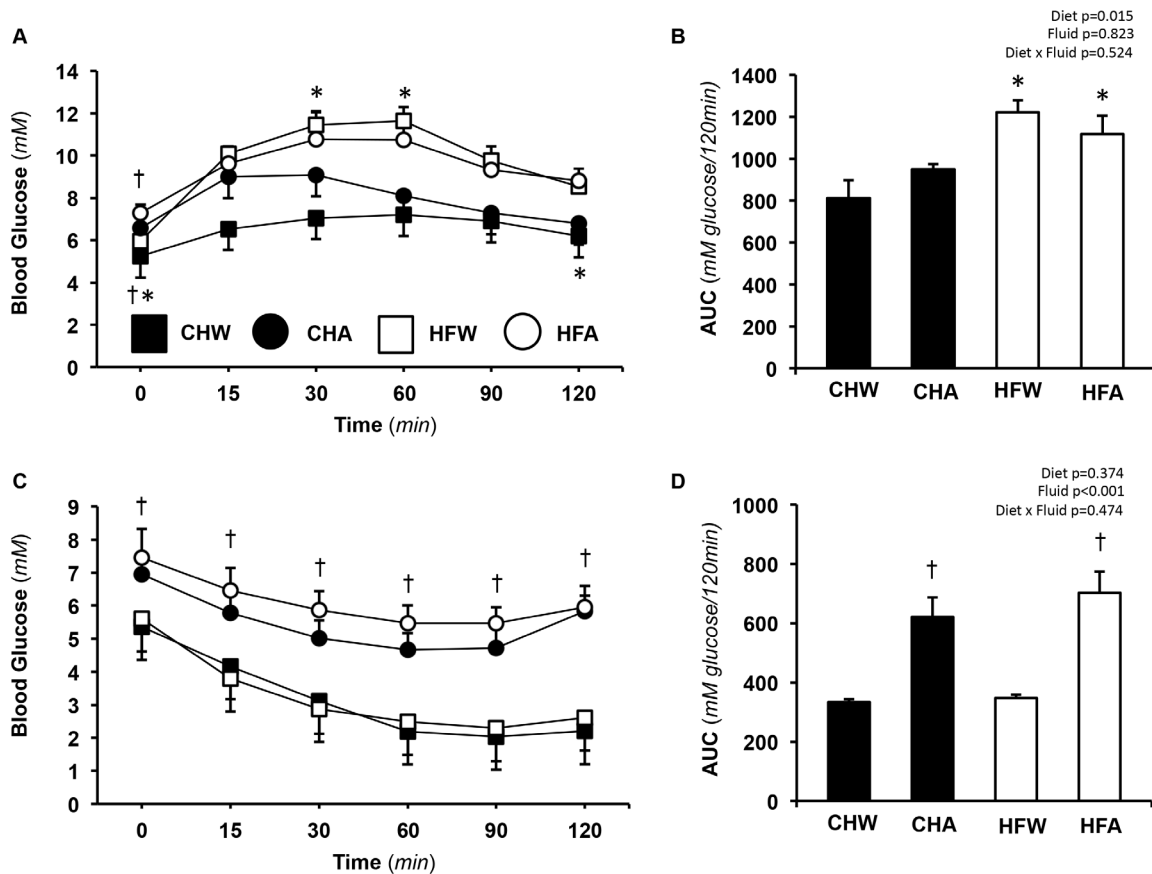 A
Blood Glucose (mM)
14
12
10
8
6
4
2
0
†
*
*
†*
*
CHW
CHA
HFW
HFA
0 15 30 60 90 120
Time (min)
B
Diet p=0.015
Fluid p=0.823
Diet x Fluid p=0.524
AUC (mM glucose/120min)
1400
1200
1000
800
600
400
200
0
*
*
CHW CHA HFW HFA
C
Blood Glucose (mM)
9
8
7
6
5
4
3
2
1
0
†
†
†
†
†
†
0 15 30 60 90 120
Time (min)
D
Diet p=0.374
Fluid p<0.001
Diet x Fluid p=0.474
AUC (mM glucose/120min)
1000
800
600
400
200
0
†
†
CHW CHA HFW HFA